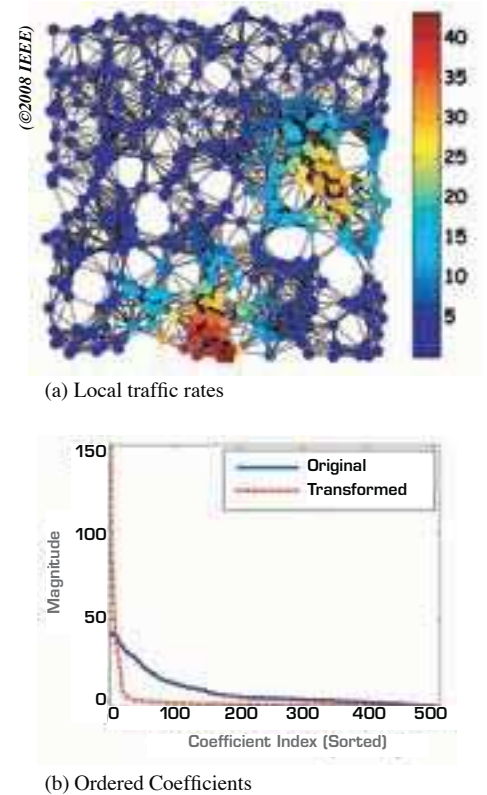 (©2008 IEEE)
40
35
30
25
20
15
10
5
(a) Local traffic rates
150
100
50
0
Magnitude
Original
Transformed
0 100 200 300 400 500
Coefficient Index (Sorted)
(b) Ordered Coefficients